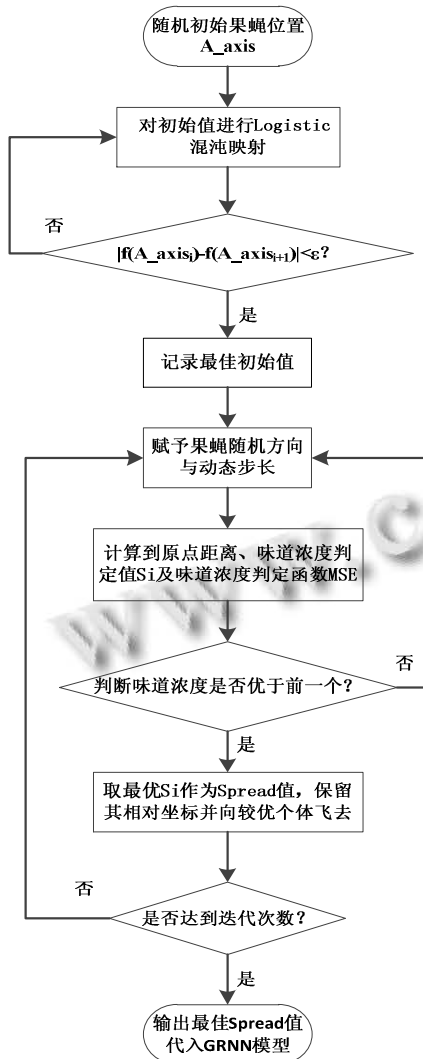 随机初始果蝇位置
A_axis
对初始值进行Logistic
混沌映射
否
|f(A_axisi)-f(A_axisi+1)|<ε?
是
记录最佳初始值
赋予果蝇随机方向
与动态步长
计算到原点距离、味道浓度判
定值Si及味道浓度判定函数MSE
www.c
否
判断味道浓度是否优于前一个？
是
取最优Si作为Spread值，保留
其相对坐标并向较优个体飞去
否
是否达到迭代次数？
是
输出最佳Spread值
代入GRNN模型